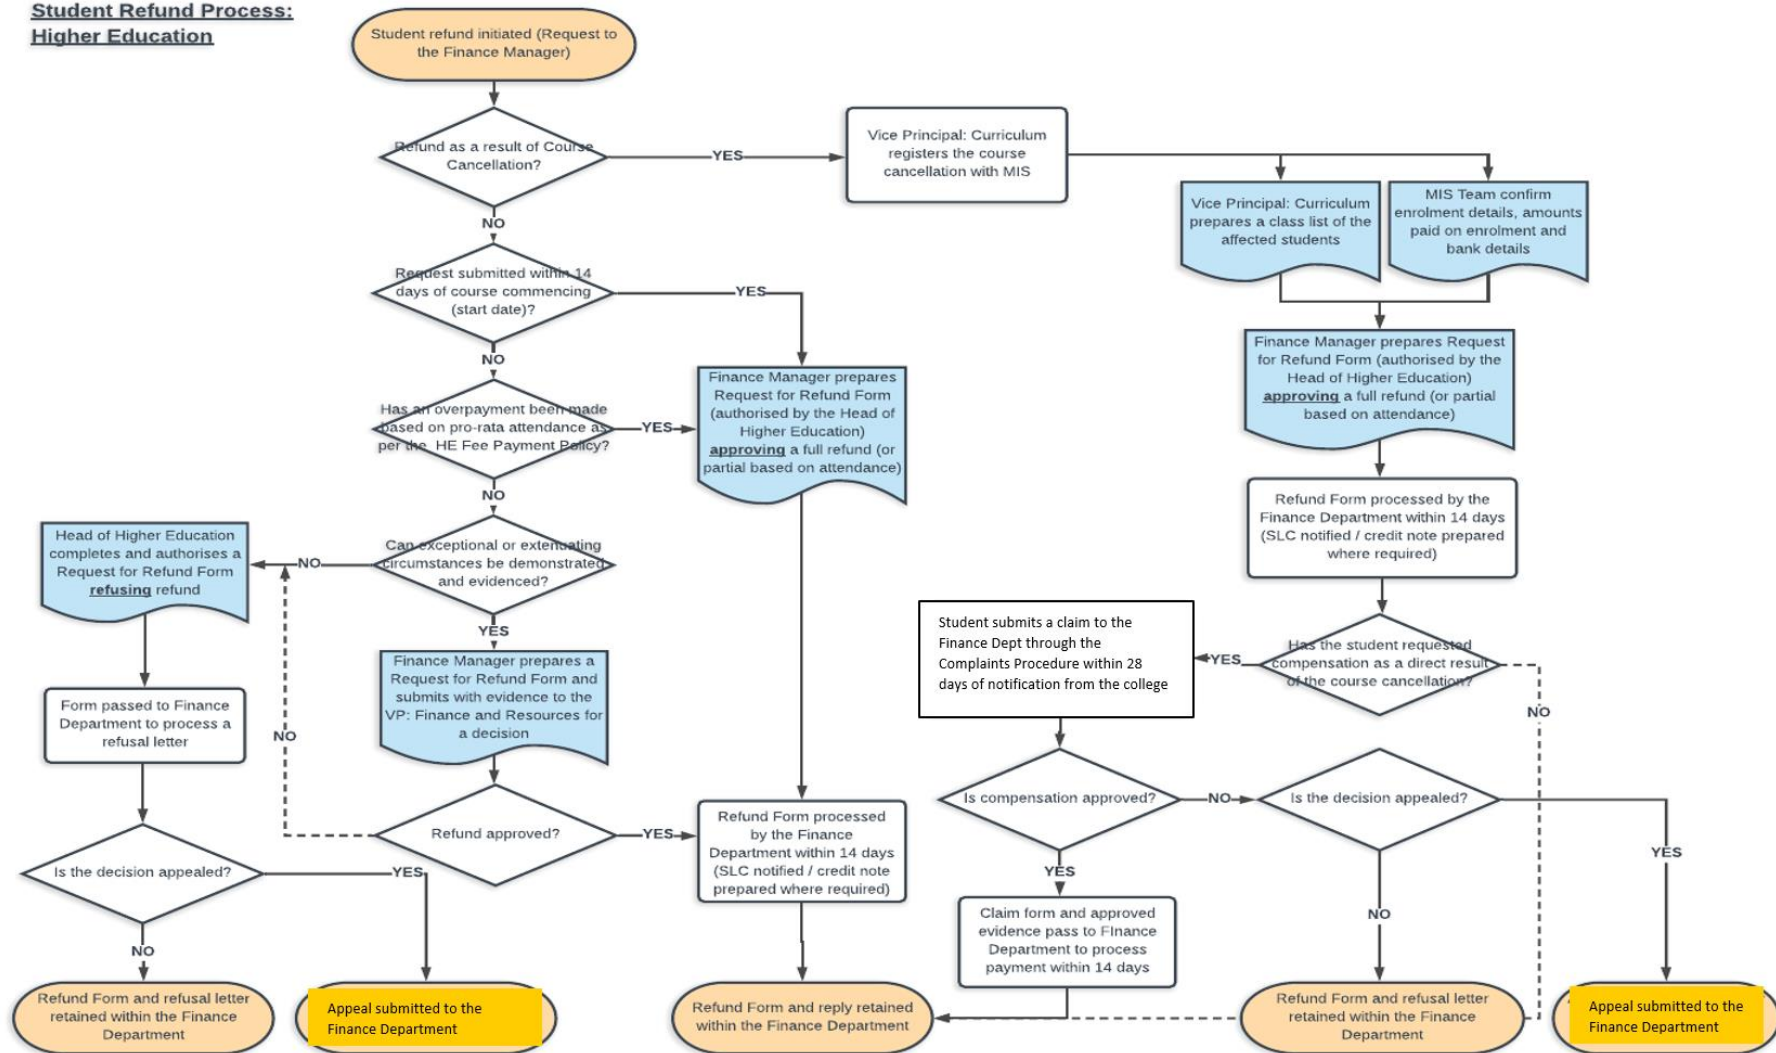 Student Refund Process:
Higher Education
Student refund initiated (Request to
the Finance Manager)
Refund as a result of Course
Cancellation?
YES
Vice Principal: Curriculum
registers the course
cancellation with MIS
Vice Principal: Curriculum
prepares a class list of the
affected students
MIS Team confirm
enrolment details, amounts
paid on enrolment and
bank details
NO
Request submitted within 14
days of course commencing
(start date)?
YES
NO
Has an overpayment been made
based on pro-rata attendance as
per the  HE Fee Payment Policy?
YES
Finance Manager prepares
Request for Refund Form
(authorised by the Head of
Higher Education)
approving a full refund (or
partial based on attendance)
Finance Manager prepares Request
for Refund Form (authorised by the
Head of Higher Education)
approving a full refund (or partial
based on attendance)
NO
Refund Form processed by the
Finance Department within 14 days
(SLC notified / credit note prepared
where required)
Can exceptional or extenuating
circumstances be demonstrated
and evidenced?
NO
Head of Higher Education
completes and authorises a
Request for Refund Form
refusing refund
YES
Finance Manager prepares a
Request for Refund Form and
submits with evidence to the
VP: Finance and Resources for
a decision
Has the student requested
compensation as a direct result
of the course cancellation?
YES
NO
Student submits a claim to the
Finance Dept through the
Complaints Procedure within 28
days of notification from the college
Form passed to Finance
Department to process a
refusal letter
NO
Refund approved?
YES
Refund Form processed
by the Finance
Department within 14 days
(SLC notified / credit note
prepared where required)
Is compensation approved?
NO
Is the decision appealed?
YES
Is the decision appealed?
YES
YES
Claim form and approved
evidence pass to FInance
Department to process
payment within 14 days
NO
NO
Refund Form and refusal letter
retained within the Finance
Department
Appeal submitted to the
Finance Department
Refund Form and reply retained
within the Finance Department
Refund Form and refusal letter
retained within the Finance
Department
Appeal submitted to the
Finance Department